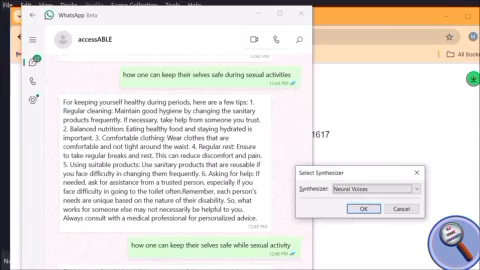 WhatsApp Beta
accessABLE
how one can keep their selves safe during sexual activities
12:44 PM
For keeping yourself healthy during periods, here are a few tips: 1.
Regular cleaning: Maintain good hygiene by changing the sanitary
products frequently. If necessary, take help from someone you trust.
2. Balanced nutrition: Eating healthy food and staying hydrated is
important. 3. Comfortable clothing: Wear clothes that are
comfortable and not tight around the waist. 4. Regular rest: Ensure
to take regular breaks and rest. This can reduce discomfort and pain.
5. Using suitable products: Use sanitary products that are reusable if
you face difficulty in changing them frequently. 6. Asking for help: If
needed, ask for assistance from a trusted person, especially if you
face difficulty in going to the toilet often.Remember, each person's
needs are unique based on the nature of their disability. So, what
works for someone else may not necessarily be helpful to you.
Always consult with a medical professional for personalized advice.
12:45 PM
how one can keep their selves safe while sexual activity
12:46 PM
All Book
1617
Select Synthesizer
Synthesizer: Neural Voices
OK
Cancel